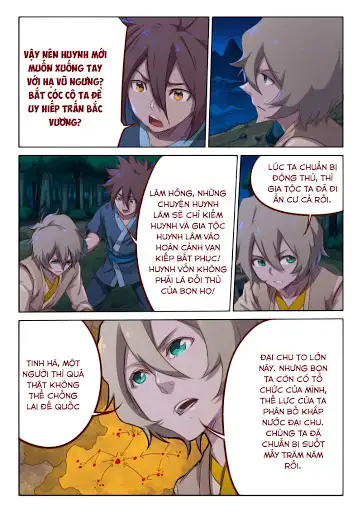 VẬY NÊN HUYNH MỚI
MUỐN XUỐNG TAY
VỚI HẠ VŨ NGƯNG?
BẮT CÓC CÔ TA ĐỂ
UY HIẾP TRẤN BẮC
VƯƠNG?
LÚC TA CHUẨN BỊ
ĐỘNG THỦ, THÌ
GIA TỘC TA ĐÃ ĐI
ẨN CƯ CẢ RỒI.
LÂM HỒNG, NHỮNG
CHUYỆN HUYNH
LÀM SẼ CHỈ KIẾM
HUYNH VÀ GIA TỘC
HUYNH LÂM VÀO
HOÀN CẢNH VẠN
KIẾP BẤT PHỤC!
HUYNH VỐN KHÔNG
PHẢI LÀ ĐỐI THỦ
CỦA BỌN HỌ!
TINH HÀ, MỘT
NGƯỜI THÌ QUẢ
THẬT KHÔNG
THỂ CHỐNG
LẠI ĐẾ QUỐC
ĐẠI CHU TO LỚN
NÀY. NHƯNG BỌN
TA CÒN CÓ TỔ
CHỨC CỦA MÌNH,
THẾ LỰC CỦA TA
PHÂN BỐ KHẮP
NƯỚC ĐẠI CHU.
CHÚNG TA ĐÃ
CHUẨN BỊ SUỐT
MẤY TRĂM NĂM
RỒI.